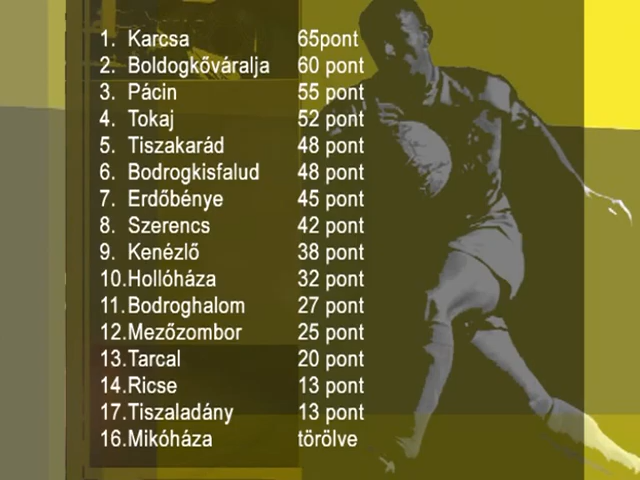 1. Karcsa 65pont
2. Boldogkőváralja 60 pont
3. Pácin 55 pont
4. Tokaj 52 pont
5. Tiszakarád 48 pont
6. Bodrogkisfalud 48 pont
7. Erdőbénye 45 pont
8. Szerencs 42 pont
9. Kenézlő 38 pont
10.Hollóháza 32 pont
11.Bodroghalom 27 pont
12.Mezőzombor 25 pont
13.Tarcal 20 pont
14.Ricse 13 pont
17.Tiszaladány 13 pont
16.Mikóháza törölve